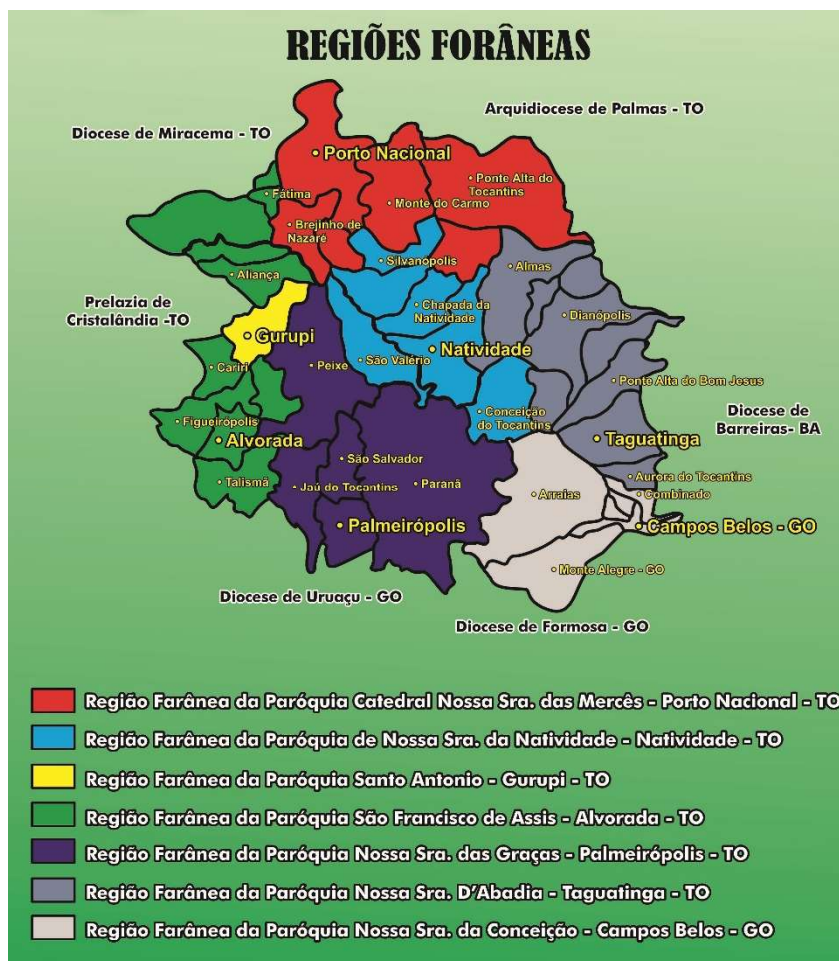 REGIÕES FORÂNEAS
Arquidiocese de Palmas - TO
Diocese de Miracema - TO
Porto Nacional
Ponte Alta do
Tocantins
Fátima
Monte do Carmo
Brejinho de
Nazaré
Silvanópolis
Almas
Aliança
Prelazia de
Cristalândia -TO
Chapada da
Natividade
Dianópolis
Gurupi
Natividade
São Valério
Peixe
Cariri
Ponte Alta do Bom Jesus
Diocese de
Barreiras- BA
Conceição
do Tocantins
Figueirópolis
Alvorada
Taguatinga
São Salvador
Talismã
Jaú do Tocantins
Paranã
Aurora do Tocantins
Arraias
Combinado
Palmeirópolis
Campos Belos - GO
Monte Alegre - GO
Diocese de Uruaçu - GO
Diocese de Formosa - GO
Região Farânea da Paróquia Catedral Nossa Sra. das Mercês - Porto Nacional - TO
Região Farânea da Paróquia de Nossa Sra. da Natividade - Natividade - TO
Região Farânea da Paróquia Santo Antonio - Gurupi - TO
Região Farânea da Paróquia São Francisco de Assis - Alvorada - TO
Região Farânea da Paróquia Nossa Sra. das Graças - Palmeirópolis - TO
Região Farânea da Paróquia Nossa Sra. D'Abadia - Taguatinga - TO
Região Farânea da Paróquia Nossa Sra. da Conceição - Campos Belos - GO